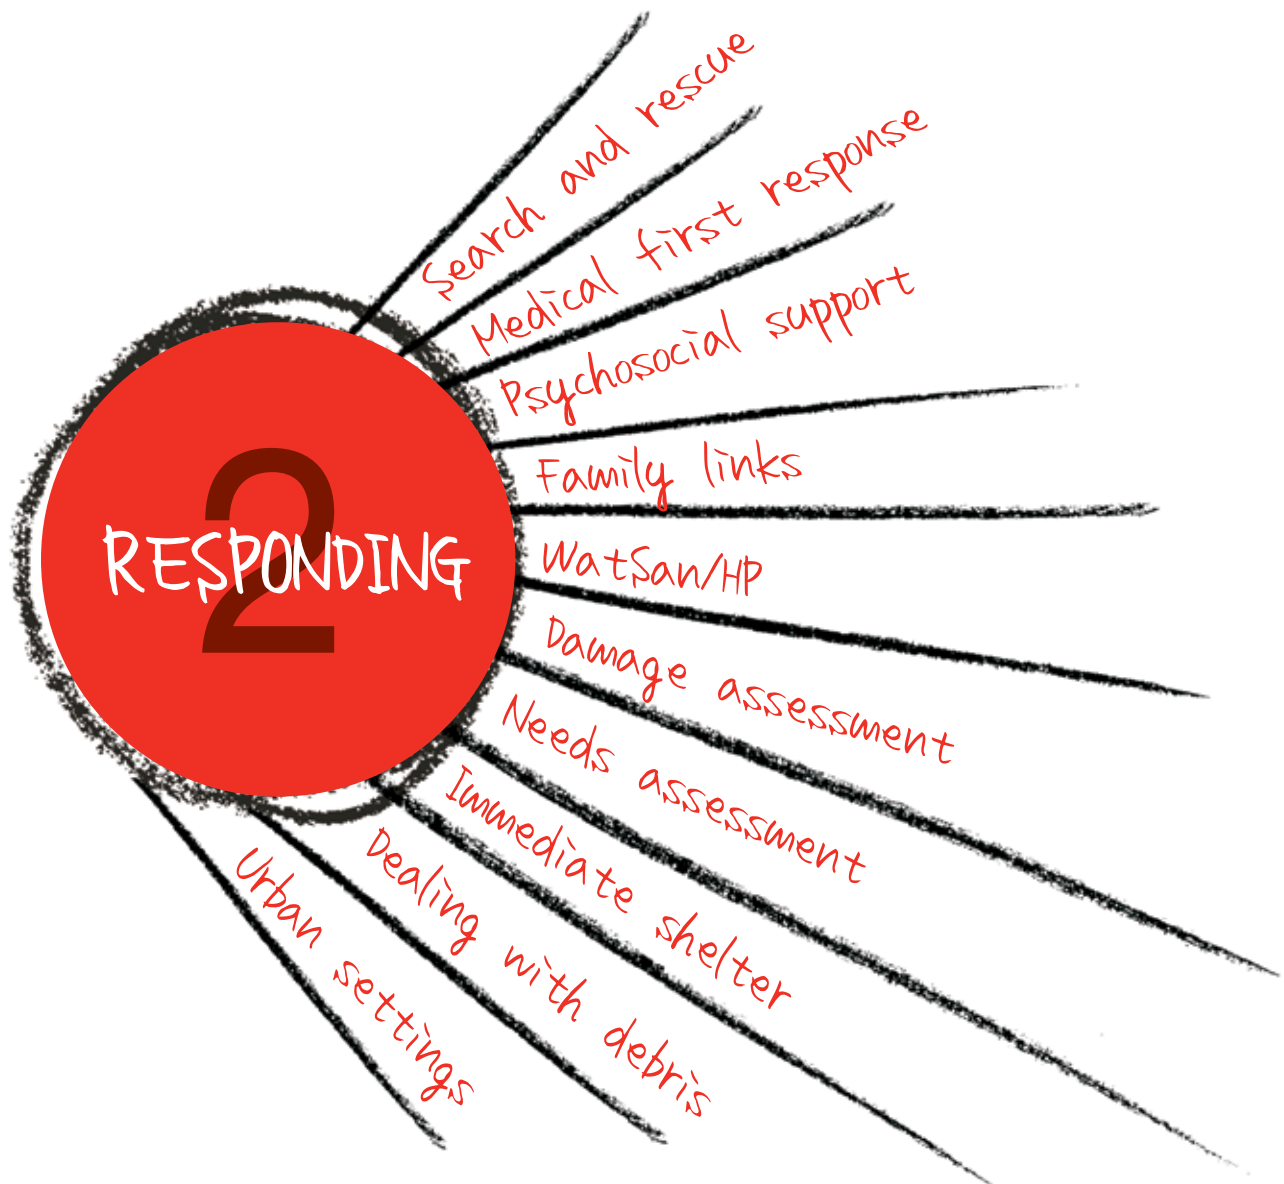 2
RESPONDING
Search and rescue
Medical first response
Psychosocial support
Family links
WatSan/HP
Damage assessment
Needs assessment
Immediate shelter
Dealing with debris
Urban settings